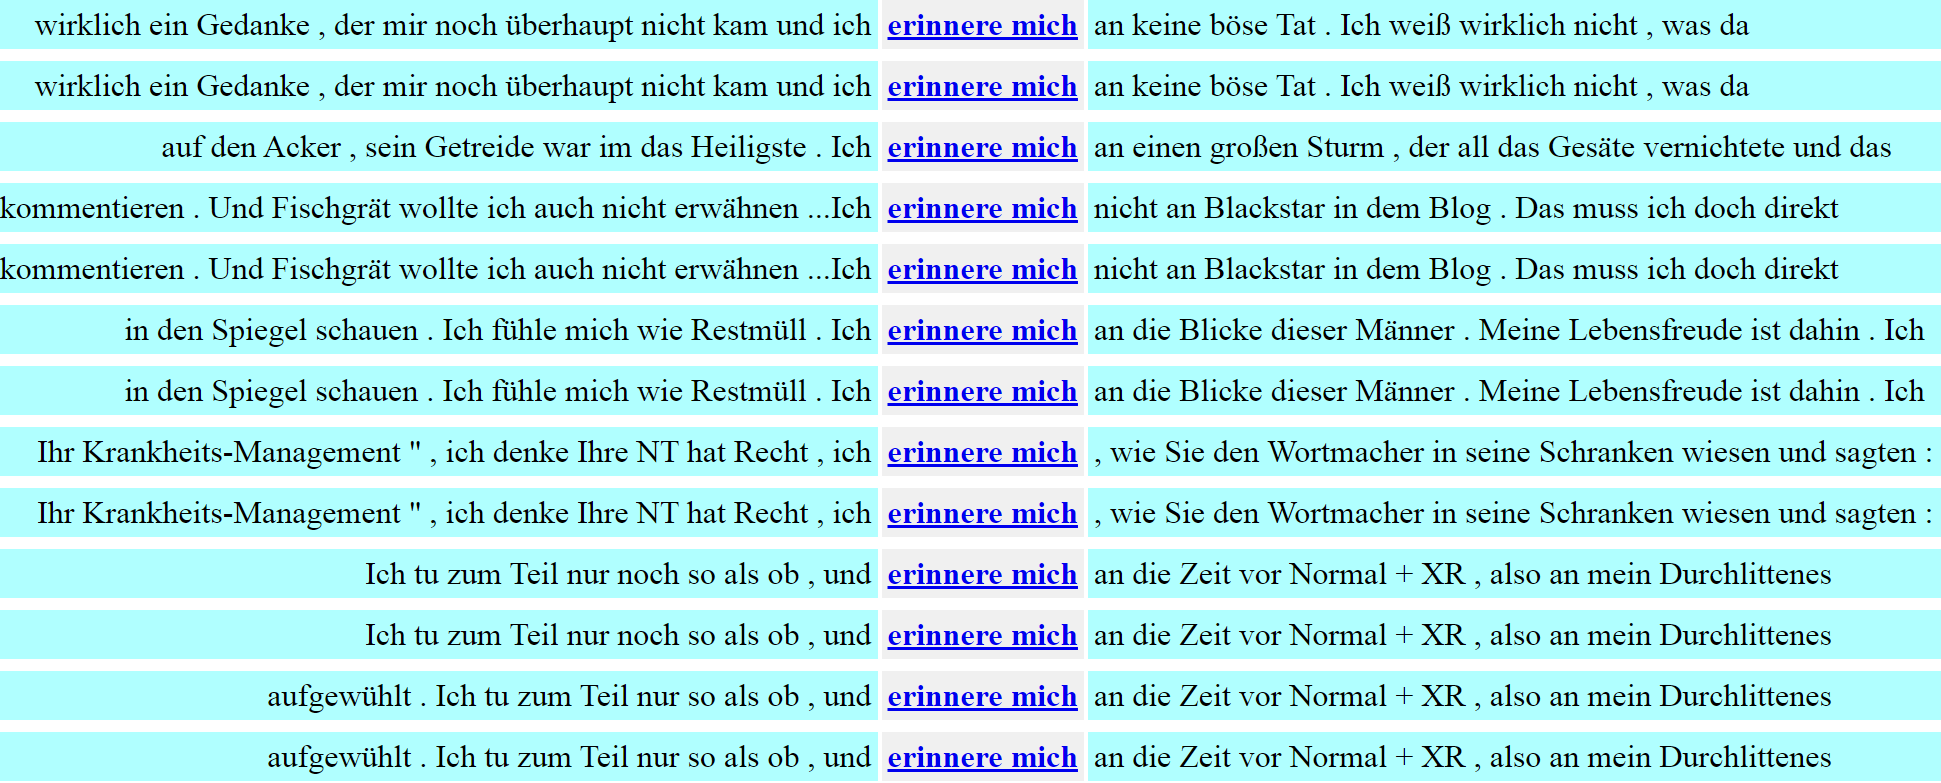 wirklich ein Gedanke , der mir noch überhaupt nicht kam und ich erinnere mich an keine böse Tat . Ich weiß wirklich nicht , was da
wirklich ein Gedanke , der mir noch überhaupt nicht kam und ich erinnere mich an keine böse Tat . Ich weiß wirklich nicht , was da
auf den Acker , sein Getreide war im das Heiligste . Ich erinnere mich an einen großen Sturm , der all das Gesäte vernichtete und das
kommentieren . Und Fischgrät wollte ich auch nicht erwähnen ...Ich erinnere mich nicht an Blackstar in dem Blog . Das muss ich doch direkt
kommentieren . Und Fischgrät wollte ich auch nicht erwähnen ...Ich erinnere mich nicht an Blackstar in dem Blog . Das muss ich doch direkt
in den Spiegel schauen . Ich fühle mich wie Restmüll . Ich erinnere mich an die Blicke dieser Männer . Meine Lebensfreude ist dahin . Ich
in den Spiegel schauen . Ich fühle mich wie Restmüll . Ich erinnere mich an die Blicke dieser Männer . Meine Lebensfreude ist dahin . Ich
Ihr Krankheits-Management " , ich denke Ihre NT hat Recht , ich erinnere mich , wie Sie den Wortmacher in seine Schranken wiesen und sagten :
Ihr Krankheits-Management " , ich denke Ihre NT hat Recht , ich erinnere mich , wie Sie den Wortmacher in seine Schranken wiesen und sagten :
Ich tu zum Teil nur noch so als ob , und erinnere mich an die Zeit vor Normal + XR , also an mein Durchlittenes
Ich tu zum Teil nur noch so als ob , und erinnere mich an die Zeit vor Normal + XR , also an mein Durchlittenes
aufgewühlt . Ich tu zum Teil nur so als ob , und erinnere mich an die Zeit vor Normal + XR , also an mein Durchlittenes
aufgewühlt . Ich tu zum Teil nur so als ob , und erinnere mich an die Zeit vor Normal + XR , also an mein Durchlittenes